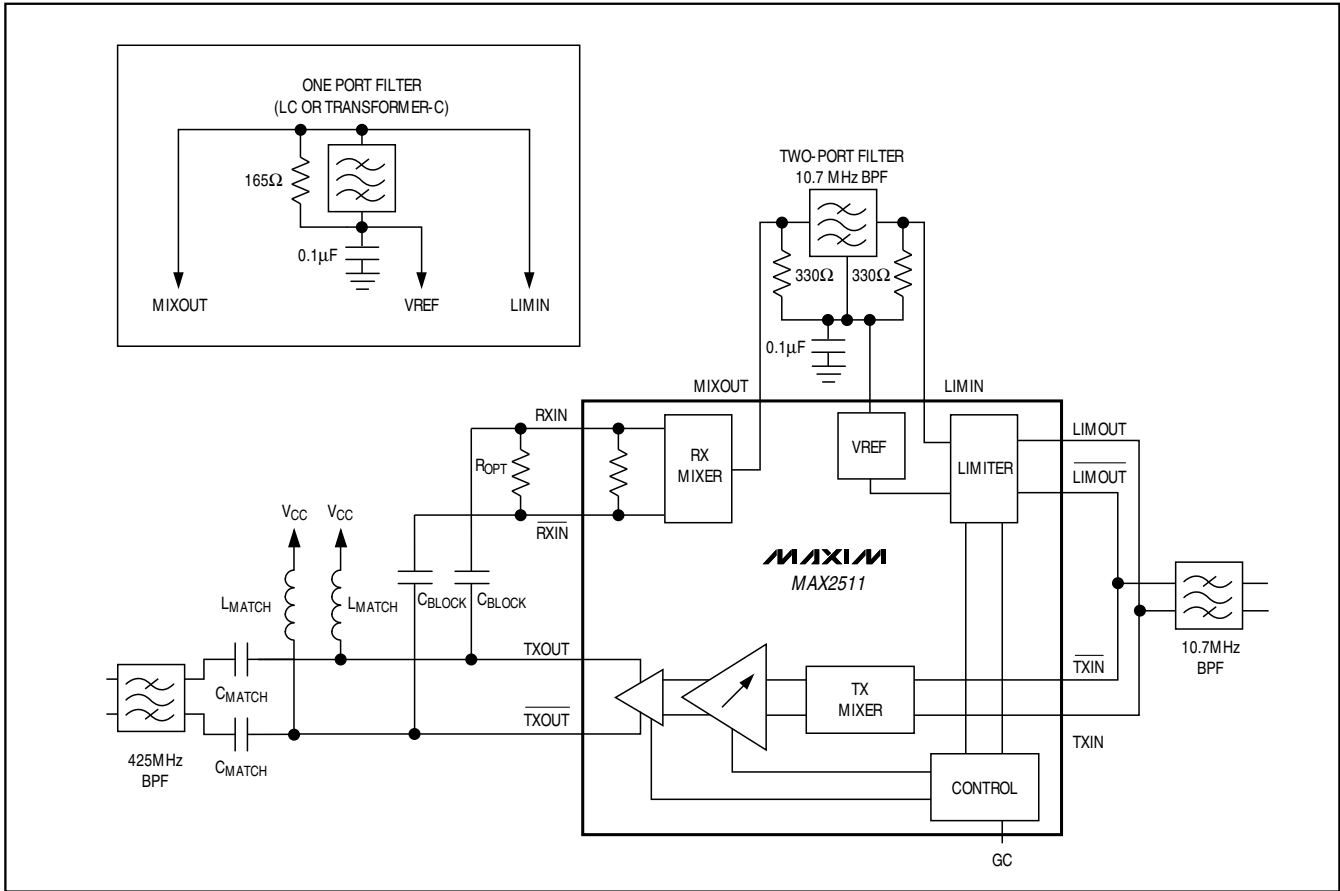 ONE PORT FILTER
(LC OR TRANSFORMER-C)
165Ω
0.1µF
MIXOUT
VREF
LIMIN
TWO-PORT FILTER
10.7 MHz BPF
330Ω
330Ω
0.1µF
MIXOUT
LIMIN
RXIN
ROPT
RXIN
RX
MIXER
VREF
LIMITER
LIMOUT
LIMOUT
VCC
VCC
LMATCH
LMATCH
CBLOCK
CBLOCK
MAXIM
MAX2511
10.7MHz
BPF
TXOUT
TXOUT
CMATCH
CMATCH
425MHz
BPF
TX
MIXER
TXIN
TXIN
CONTROL
GC